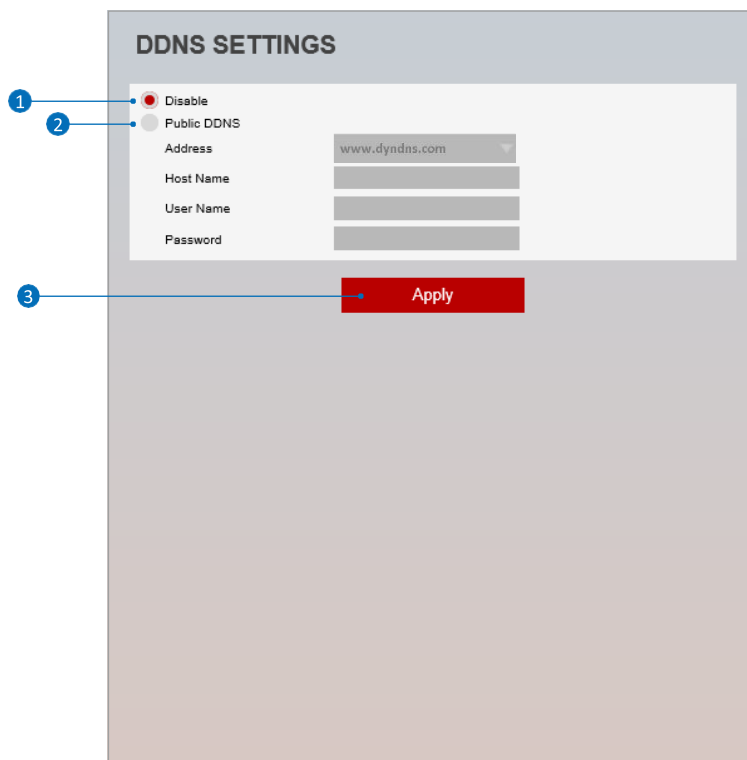 DDNS SETTINGS
1 Disable
2 Public DDNS
Address www.dyndns.com
Host Name
User Name
Password
3 Apply